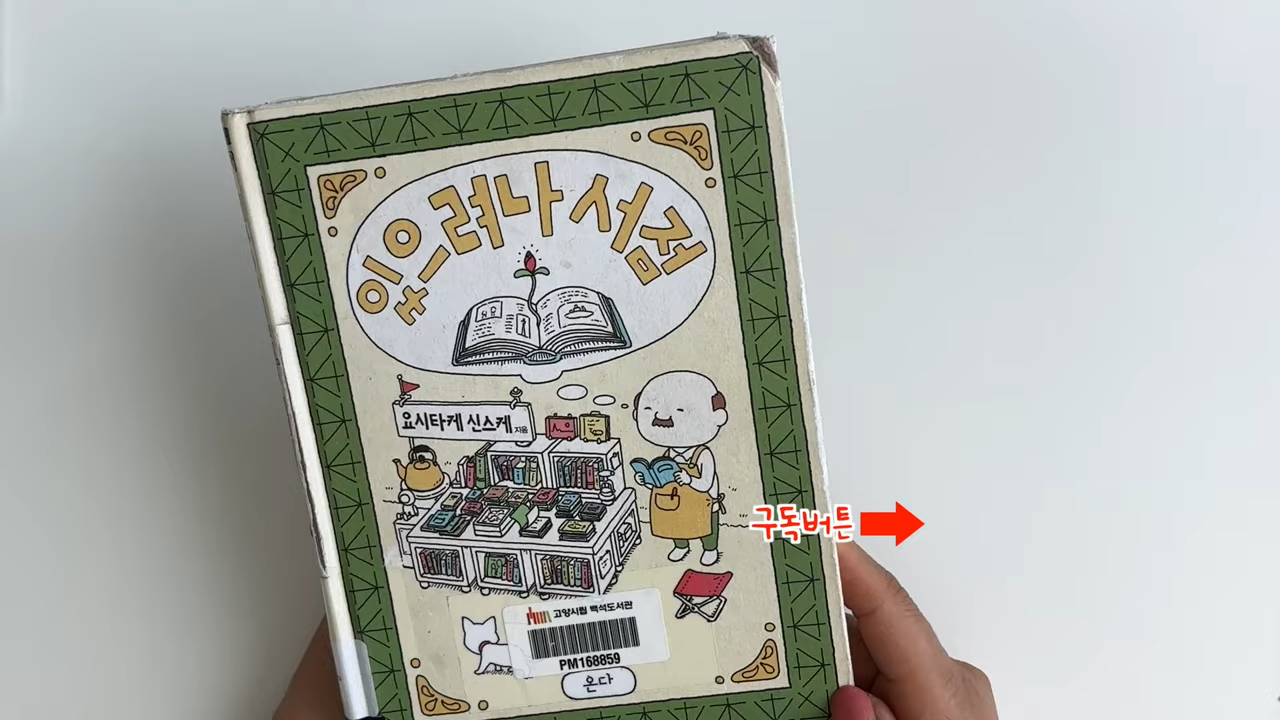 있으려나 서점
요시타케 신스케 지음
구독버튼
고양시립 백석도서관
PM168859
온다